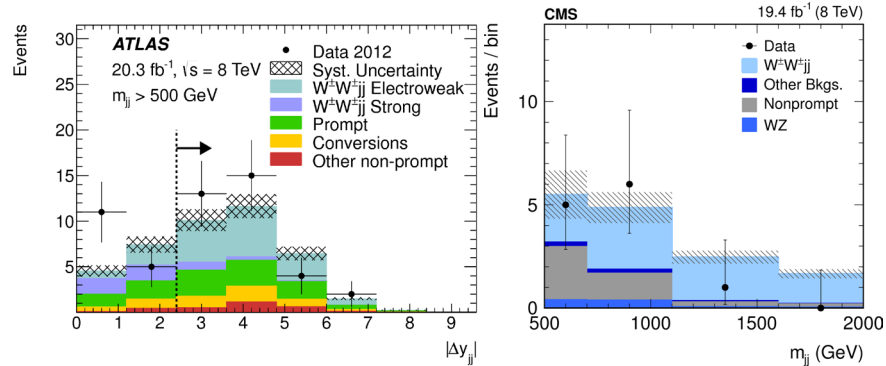 ATLAS
20.3 fb⁻¹, √s = 8 TeV
m_jj > 500 GeV
Data 2012
Syst. Uncertainty
W±W±jj Electroweak
W±W±jj Strong
Prompt
Conversions
Other non-prompt
Events
30
25
20
15
10
5
0 1 2 3 4 5 6 7 8 9
|Δy_jj|
CMS
19.4 fb⁻¹ (8 TeV)
Data
W±W±jj
Other Bkgs.
Nonprompt
WZ
Events / bin
10
5
0
500 1000 1500 2000
m_jj (GeV)